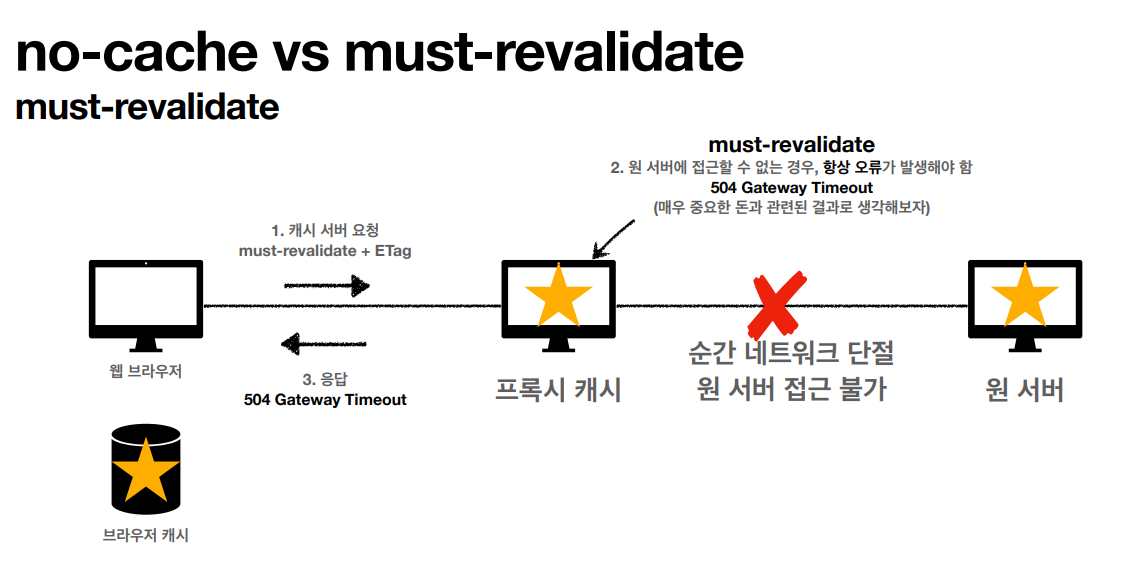 no-cache vs must-revalidate
must-revalidate
must-revalidate
2. 원 서버에 접근할 수 없는 경우, 항상 오류가 발생해야 함
504 Gateway Timeout
(매우 중요한 돈과 관련된 결과로 생각해보자)
1. 캐시 서버 요청
must-revalidate + ETag
웹 브라우저
3. 응답
504 Gateway Timeout
프록시 캐시
순간 네트워크 단절
원 서버 접근 불가
원 서버
브라우저 캐시